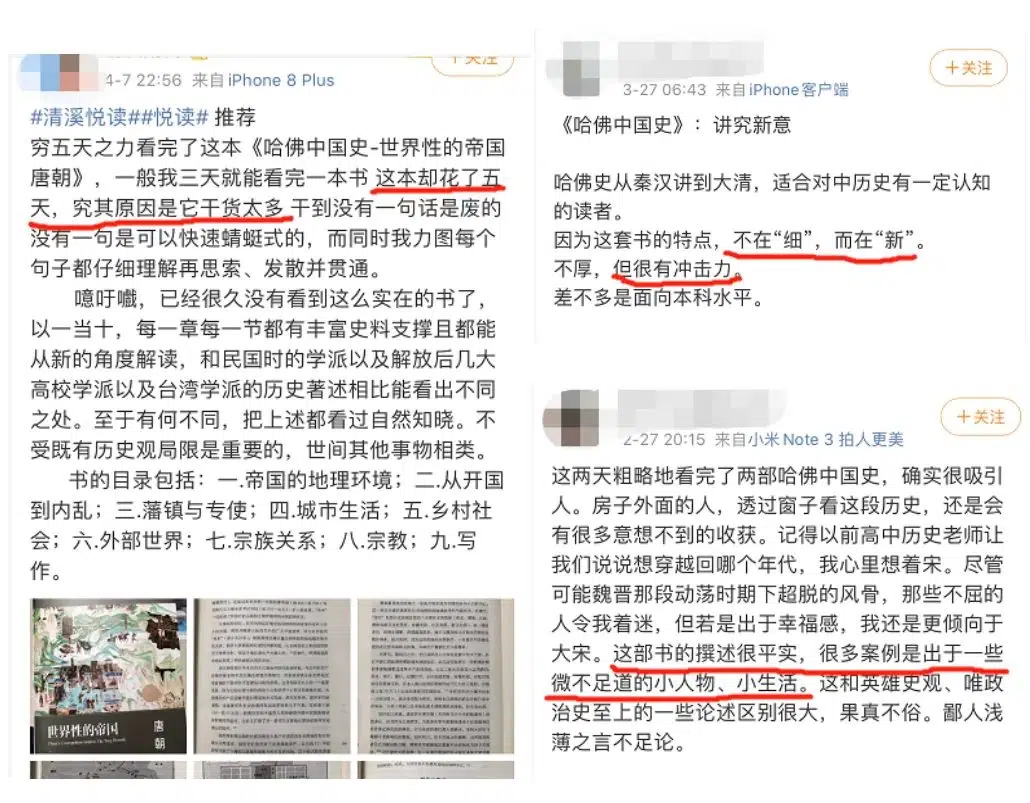 4-7 22:56 来自iPhone 8 Plus
+关注
#清溪悦读##悦读# 推荐
穷五天之力看完了这本《哈佛中国史-世界性的帝国
唐朝》，一般我三天就能看完一本书 这本却花了五
天，究其原因是它干货太多 干到没有一句话是废的
没有一句是可以快速蜻蜓式的，而同时我力图每个
句子都仔细理解再思索、发散并贯通。
噫吁嚱，已经很久没有看到这么实在的书了，
以一当十，每一章每一节都有丰富史料支撑且都能
从新的角度解读，和民国时的学派以及解放后几大
高校学派以及台湾学派的历史著述相比能看出不同
之处。至于有何不同，把上述都看过自然知晓。不
受既有历史观局限是重要的，世间其他事物相类。
书的目录包括：一.帝国的地理环境；二.从开国
到内乱；三.藩镇与专使；四.城市生活；五.乡村社
会；六.外部世界；七.宗族关系；八.宗教；九.写
作。
世界性的帝国
唐朝
3-27 06:43 来自iPhone客户端
+关注
《哈佛中国史》：讲究新意
哈佛史从秦汉讲到大清，适合对中历史有一定认知
的读者。
因为这套书的特点，不在“细”，而在“新”。
不厚，但很有冲击力。
差不多是面向本科水平。
2-27 20:15 来自小米Note 3 拍人更美
+关注
这两天粗略地看完了两部哈佛中国史，确实很吸引
人。房子外面的人，透过窗子看这段历史，还是会
有很多意想不到的收获。记得以前高中历史老师让
我们说说想穿越回哪个年代，我心里想着宋。尽管
可能魏晋那段动荡时期下超脱的风骨，那些不屈的
人令我着迷，但若是出于幸福感，我还是更倾向于
大宋。这部书的撰述很平实，很多案例是出于一些
微不足道的小人物、小生活。这和英雄史观、唯政
治史至上的一些论述区别很大，果真不俗。鄙人浅
薄之言不足论。